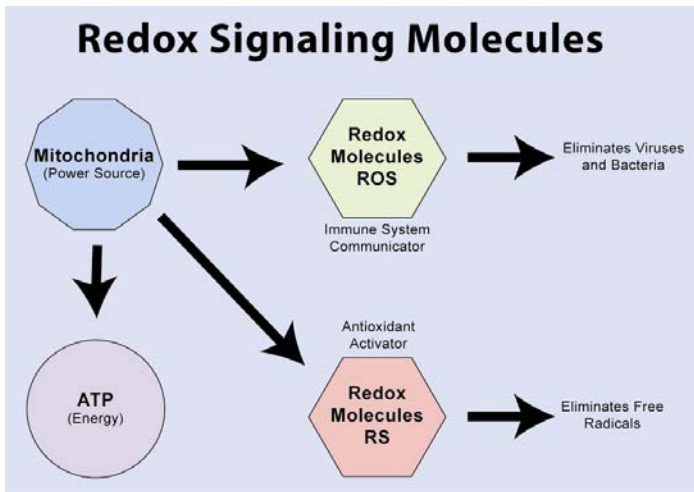 Redox Signaling Molecules
Mitochondria
(Power Source)
Redox
Molecules
ROS
Immune System
Communicator
Eliminates Viruses
and Bacteria
ATP
(Energy)
Antioxidant
Activator
Redox
Molecules
RS
Eliminates Free
Radicals